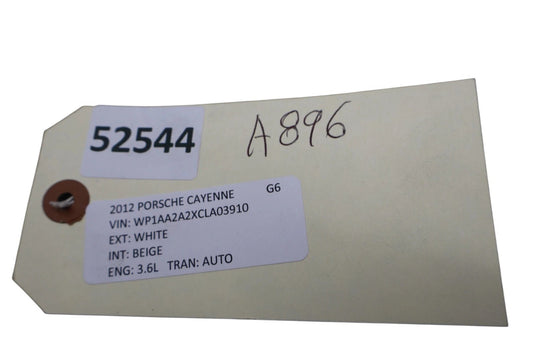 52544
A896
2012 PORSCHE CAYENNE G6
VIN: WP1AA2A2XCLA03910
EXT: WHITE
INT: BEIGE
ENG: 3.6L TRAN: AUTO